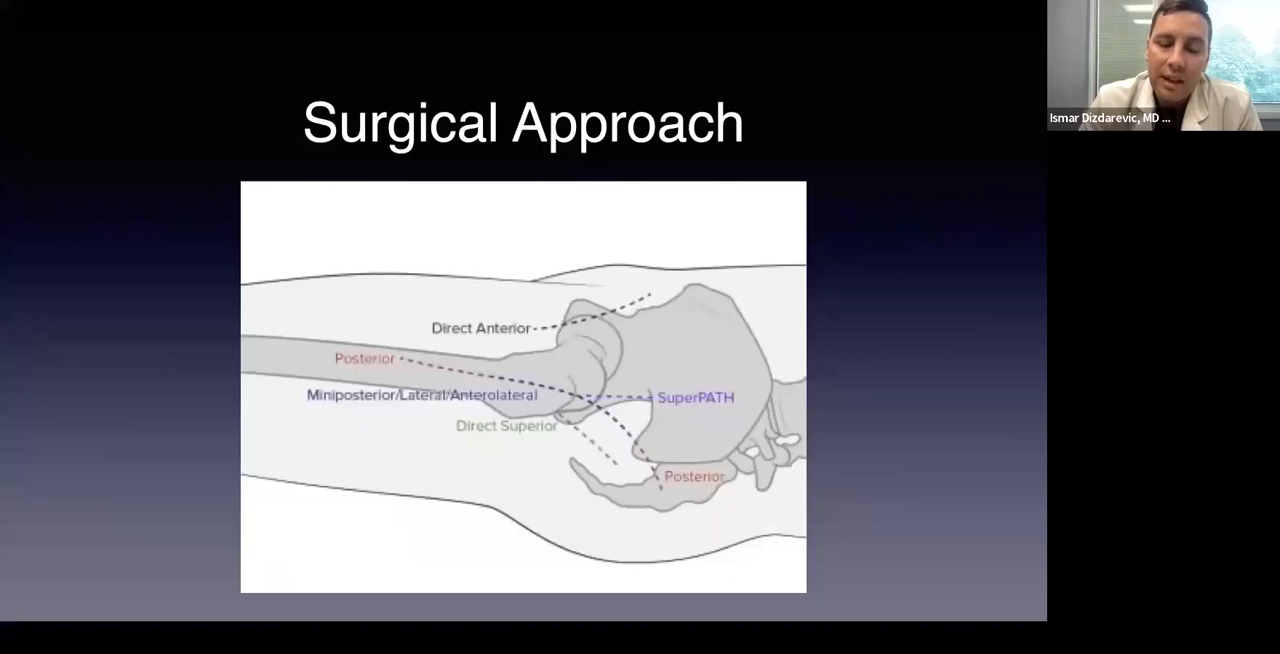 Surgical Approach
Ismar Dizdarevic, MD ...
Direct Anterior
Posterior
Miniposterior/Lateral/Anterolateral
SuperPATH
Direct Superior
Posterior